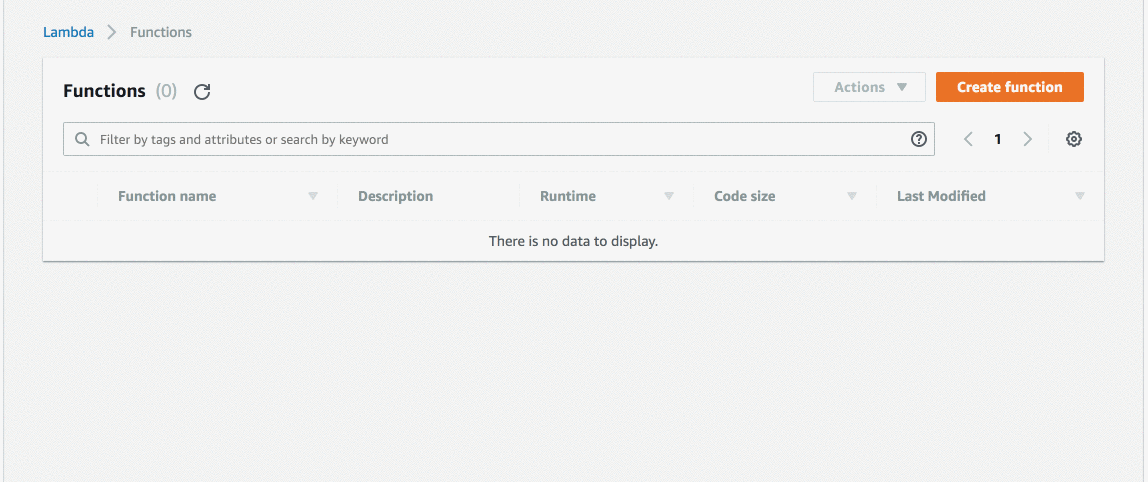 Lambda > Functions
Functions (0)
Actions
Create function
Filter by tags and attributes or search by keyword
1
Function name Description Runtime Code size Last Modified
There is no data to display.